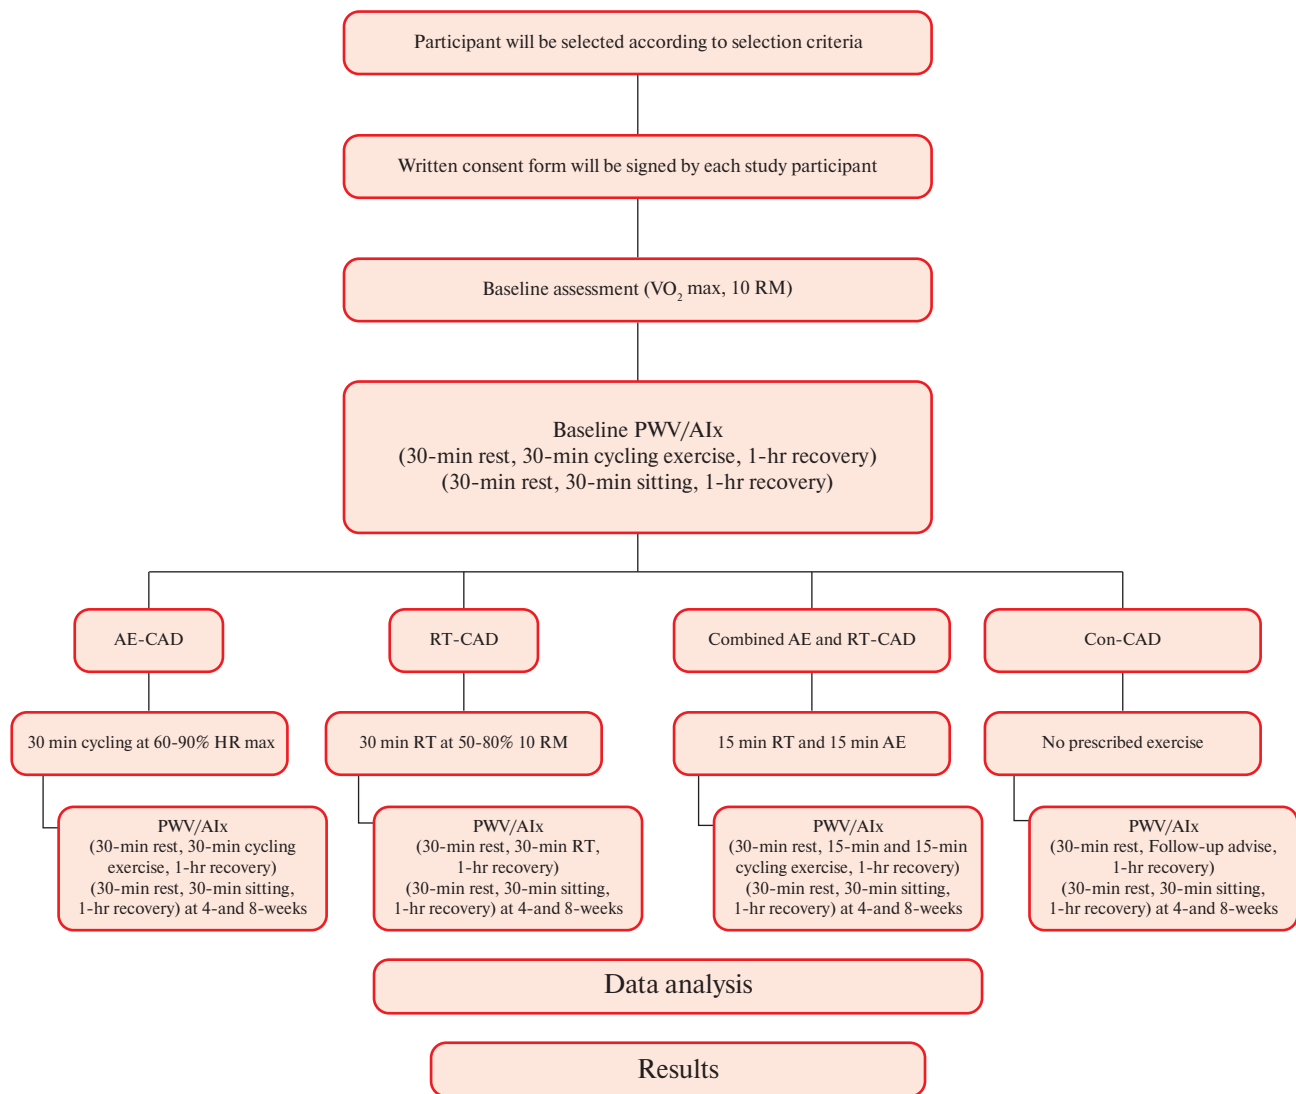 Participant will be selected according to selection criteria
Written consent form will be signed by each study participant
Baseline assessment (VO₂ max, 10 RM)
Baseline PWV/AIx
(30-min rest, 30-min cycling exercise, 1-hr recovery)
(30-min rest, 30-min sitting, 1-hr recovery)
AE-CAD
RT-CAD
Combined AE and RT-CAD
Con-CAD
30 min cycling at 60-90% HR max
30 min RT at 50-80% 10 RM
15 min RT and 15 min AE
No prescribed exercise
PWV/AIx
(30-min rest, 30-min cycling
exercise, 1-hr recovery)
(30-min rest, 30-min sitting,
1-hr recovery) at 4-and 8-weeks
PWV/AIx
(30-min rest, 30-min RT,
1-hr recovery)
(30-min rest, 30-min sitting,
1-hr recovery) at 4-and 8-weeks
PWV/AIx
(30-min rest, 15-min and 15-min
cycling exercise, 1-hr recovery)
(30-min rest, 30-min sitting,
1-hr recovery) at 4-and 8-weeks
PWV/AIx
(30-min rest, Follow-up advise,
1-hr recovery)
(30-min rest, 30-min sitting,
1-hr recovery) at 4-and 8-weeks
Data analysis
Results